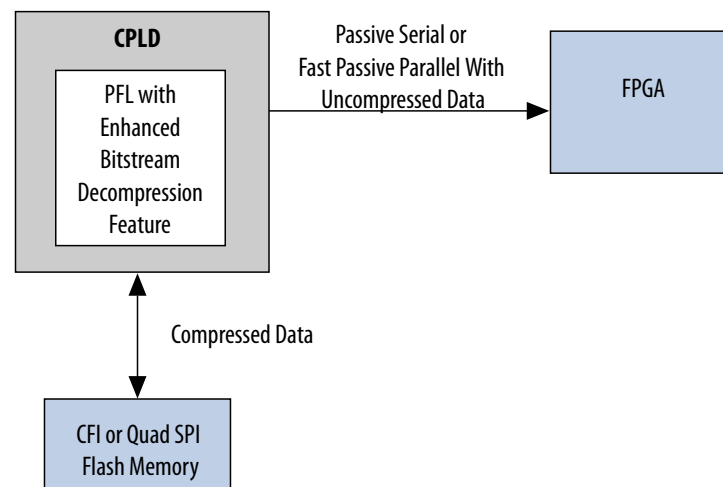 CPLD
PFL with
Enhanced
Bitstream
Decompression
Feature
Passive Serial or
Fast Passive Parallel With
Uncompressed Data
FPGA
Compressed Data
CFI or Quad SPI
Flash Memory